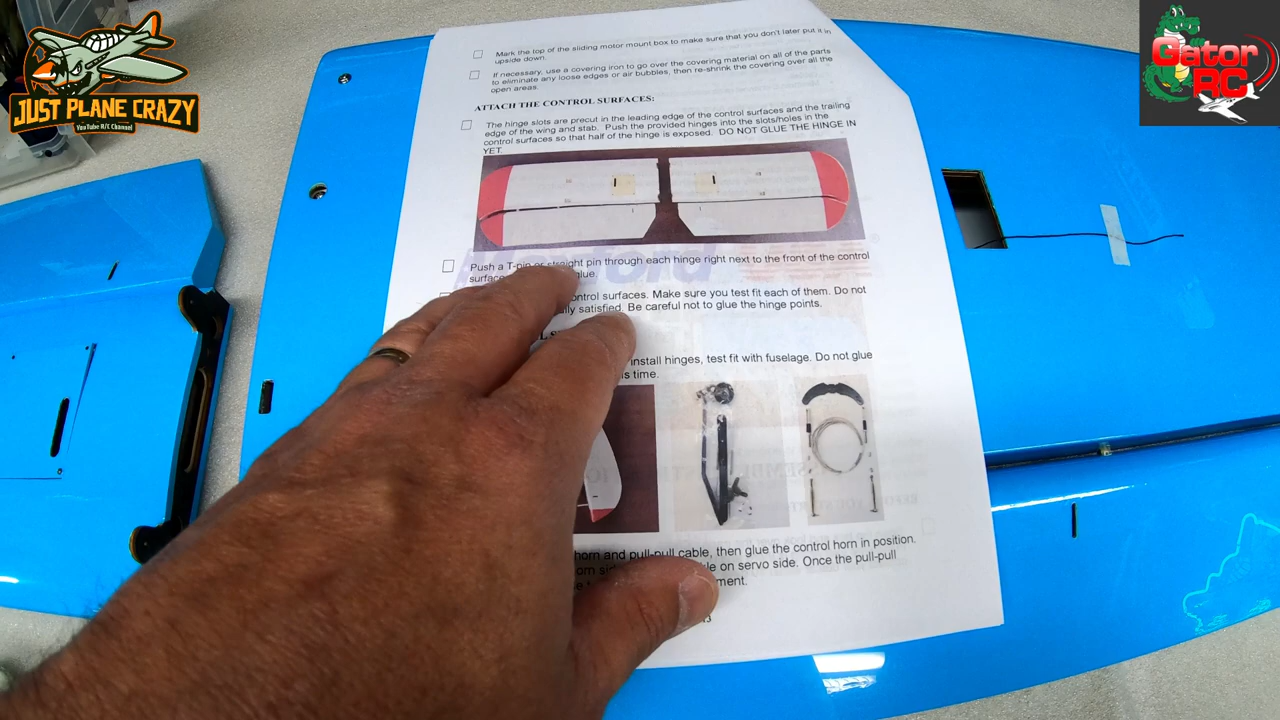 JUST PLANE CRAZY
YouTube R/C Channel
Gator
RC
Mark the top of the sliding motor mount box to make sure that you don't later put it in
upside down.
If necessary, use a covering iron to go over the covering material on all of the parts
to eliminate any loose edges or air bubbles, then re-shrink the covering over all the
open areas.
ATTACH THE CONTROL SURFACES:
The hinge slots are precut in the leading edge of the control surfaces and the trailing
edge of the wing and stab. Push the provided hinges into the slots/holes in the
control surfaces so that half of the hinge is exposed. DO NOT GLUE THE HINGE IN
YET.
Push a T-pin or straight pin through each hinge right next to the front of the control
glue.
control surfaces. Make sure you test fit each of them. Do not
satisfied. Be careful not to glue the hinge points.
install hinges, test fit with fuselage. Do not glue
time.
horn and pull-pull cable, then glue the control horn in position.
on servo side. Once the pull-pull